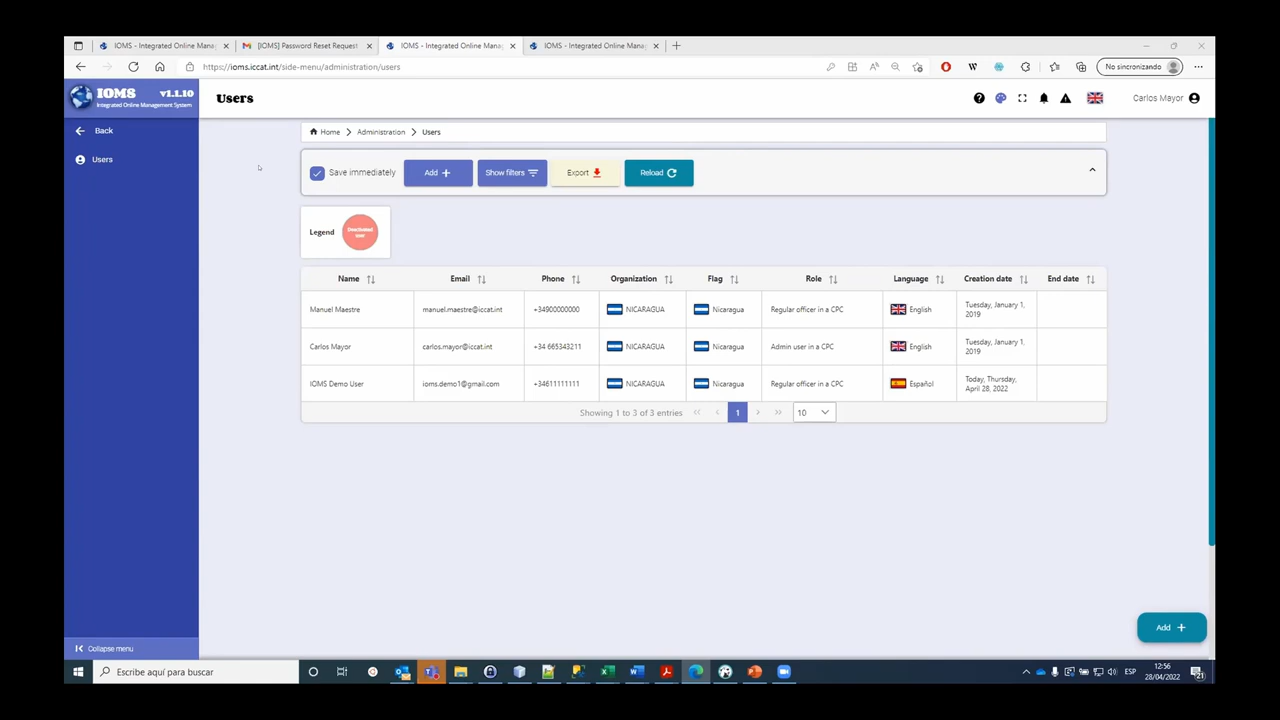 IOMS - Integrated Online Mana
[IOMS] Password Reset Request
IOMS - Integrated Online Mana
IOMS - Integrated Online Mana
https://ioms.iccat.int/side-menu/administration/users
No sincronizando
IOMS v1.1.10
Integrated Online Management System
Users
Carlos Mayor
Back
Users
Home > Administration > Users
Save immediately Add + Show filters Export Reload
Legend
Deactivated
user
Name Email Phone Organization Flag Role Language Creation date End date
Manuel Maestre manuel.maestre@iccat.int +34900000000 NICARAGUA Nicaragua Regular officer in a CPC English Tuesday, January 1,
2019
Carlos Mayor carlos.mayor@iccat.int +34 665343211 NICARAGUA Nicaragua Admin user in a CPC English Tuesday, January 1,
2019
IOMS Demo User ioms.demo1@gmail.com +34611111111 NICARAGUA Nicaragua Regular officer in a CPC Español Today, Thursday,
April 28, 2022
Showing 1 to 3 of 3 entries << < 1 > >> 10
Add +
Collapse menu
Escribe aquí para buscar
ESP
12:56
28/04/2022
21